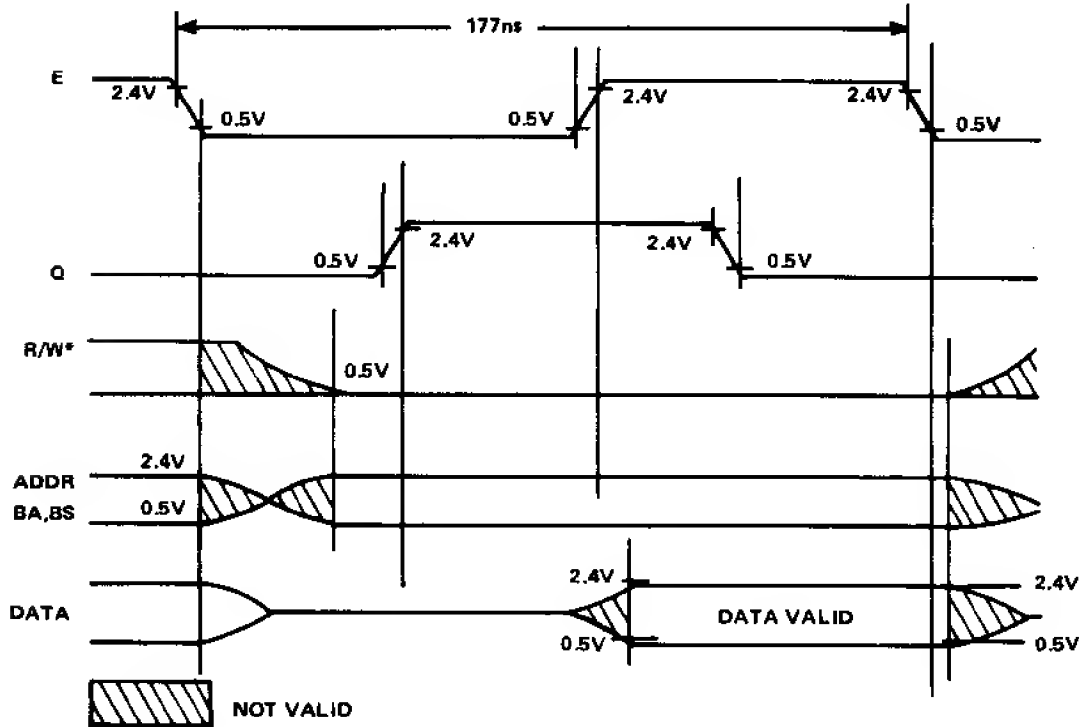 177ns
E
2.4V
0.5V
0.5V
2.4V
2.4V
0.5V
Q
0.5V
2.4V
2.4V
0.5V
R/W*
0.5V
ADDR
2.4V
BA,BS
0.5V
DATA
2.4V
0.5V
DATA VALID
2.4V
0.5V
NOT VALID